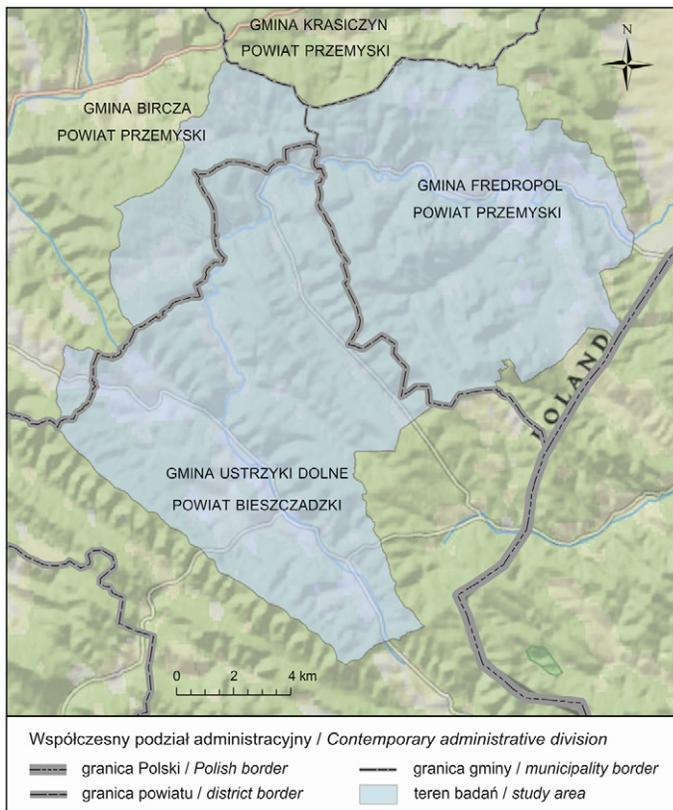 GMINA KRASICZYN
POWIAT PRZEMYSKI
N
GMINA BIRCZA
POWIAT PRZEMYSKI
GMINA FREDROPOL
POWIAT PRZEMYSKI
POLAND
GMINA USTRZYKI DOLNE
POWIAT BIESZCZADZKI
0 2 4 km
Współczesny podział administracyjny / Contemporary administrative division
granica Polski / Polish border
granica gminy / municipality border
granica powiatu / district border
teren badań / study area